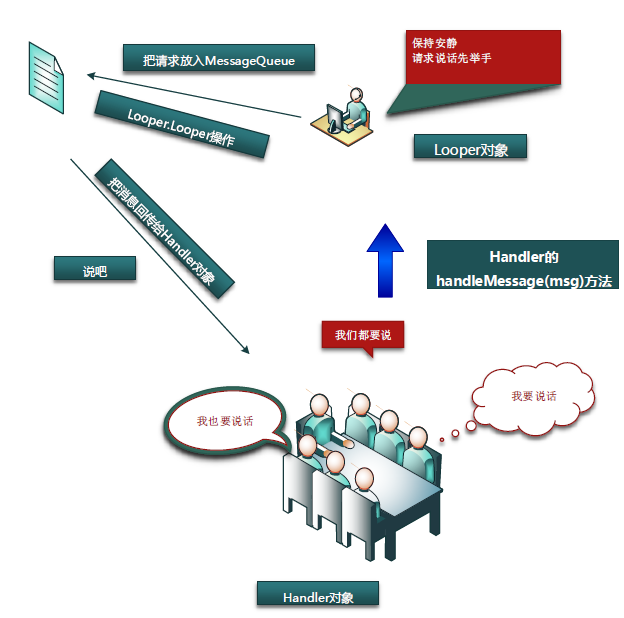 把请求放入MessageQueue
保持安静
请求说话先举手
Looper.Looper操作
Looper对象
把消息回传给Handler对象
说吧
Handler的
handleMessage(msg)方法
我们都要说
我要说话
我也要说话
Handler对象